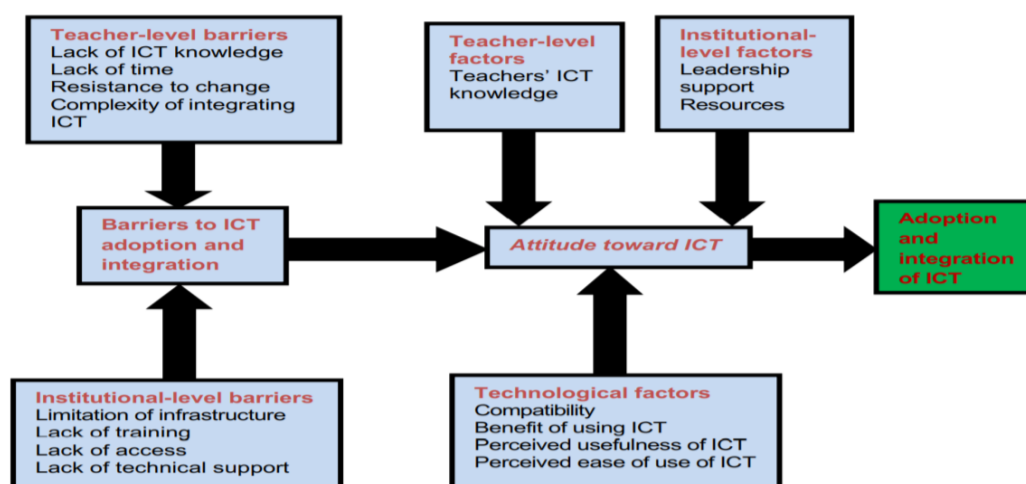 Teacher-level barriers
Lack of ICT knowledge
Lack of time
Resistance to change
Complexity of integrating
ICT
Teacher-level
factors
Teachers' ICT
knowledge
Institutional-
level factors
Leadership
support
Resources
Barriers to ICT
adoption and
integration
Attitude toward ICT
Adoption
and
integration
of ICT
Institutional-level barriers
Limitation of infrastructure
Lack of training
Lack of access
Lack of technical support
Technological factors
Compatibility
Benefit of using ICT
Perceived usefulness of ICT
Perceived ease of use of ICT